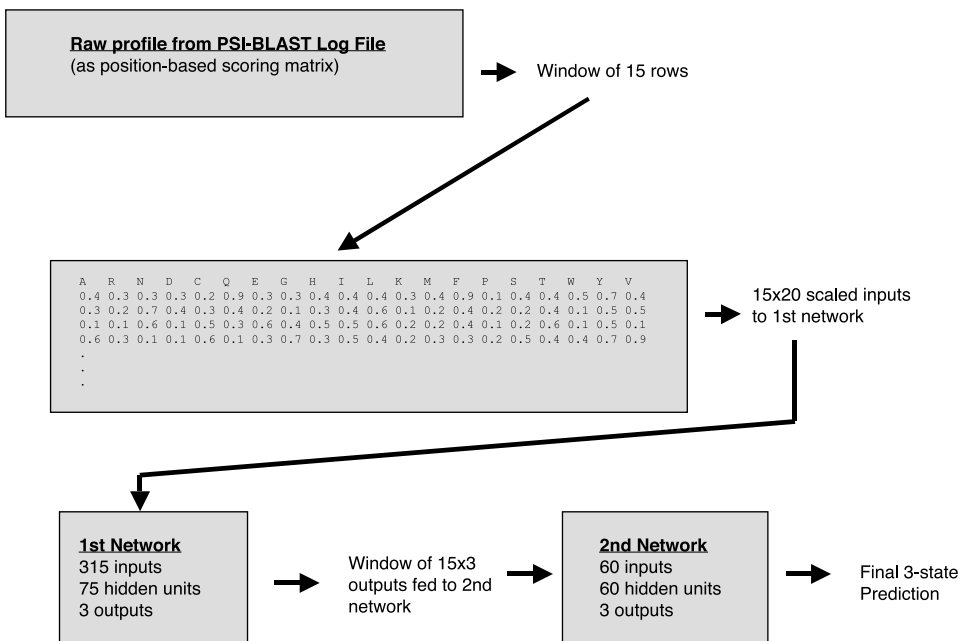 Raw profile from PSI-BLAST Log File
(as position-based scoring matrix)
Window of 15 rows
A R N D C Q E G H I L K M F P S T W Y V
0.4 0.3 0.3 0.3 0.2 0.9 0.3 0.3 0.4 0.4 0.4 0.3 0.4 0.9 0.1 0.4 0.4 0.5 0.7 0.4
0.3 0.2 0.7 0.4 0.3 0.4 0.2 0.1 0.3 0.4 0.6 0.1 0.2 0.4 0.2 0.2 0.4 0.1 0.5 0.5
0.1 0.1 0.6 0.1 0.5 0.3 0.6 0.4 0.5 0.5 0.6 0.2 0.2 0.4 0.1 0.2 0.6 0.1 0.5 0.1
0.6 0.3 0.1 0.1 0.6 0.1 0.3 0.7 0.3 0.5 0.4 0.2 0.3 0.3 0.2 0.5 0.4 0.4 0.7 0.9
.
.
.
15x20 scaled inputs
to 1st network
1st Network
315 inputs
75 hidden units
3 outputs
Window of 15x3
outputs fed to 2nd
network
2nd Network
60 inputs
60 hidden units
3 outputs
Final 3-state
Prediction